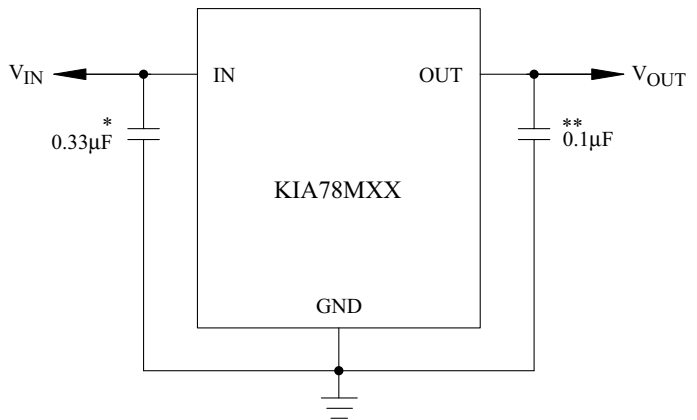 VIN
IN
OUT
VOUT
*
0.33μF
**
0.1μF
KIA78MXX
GND